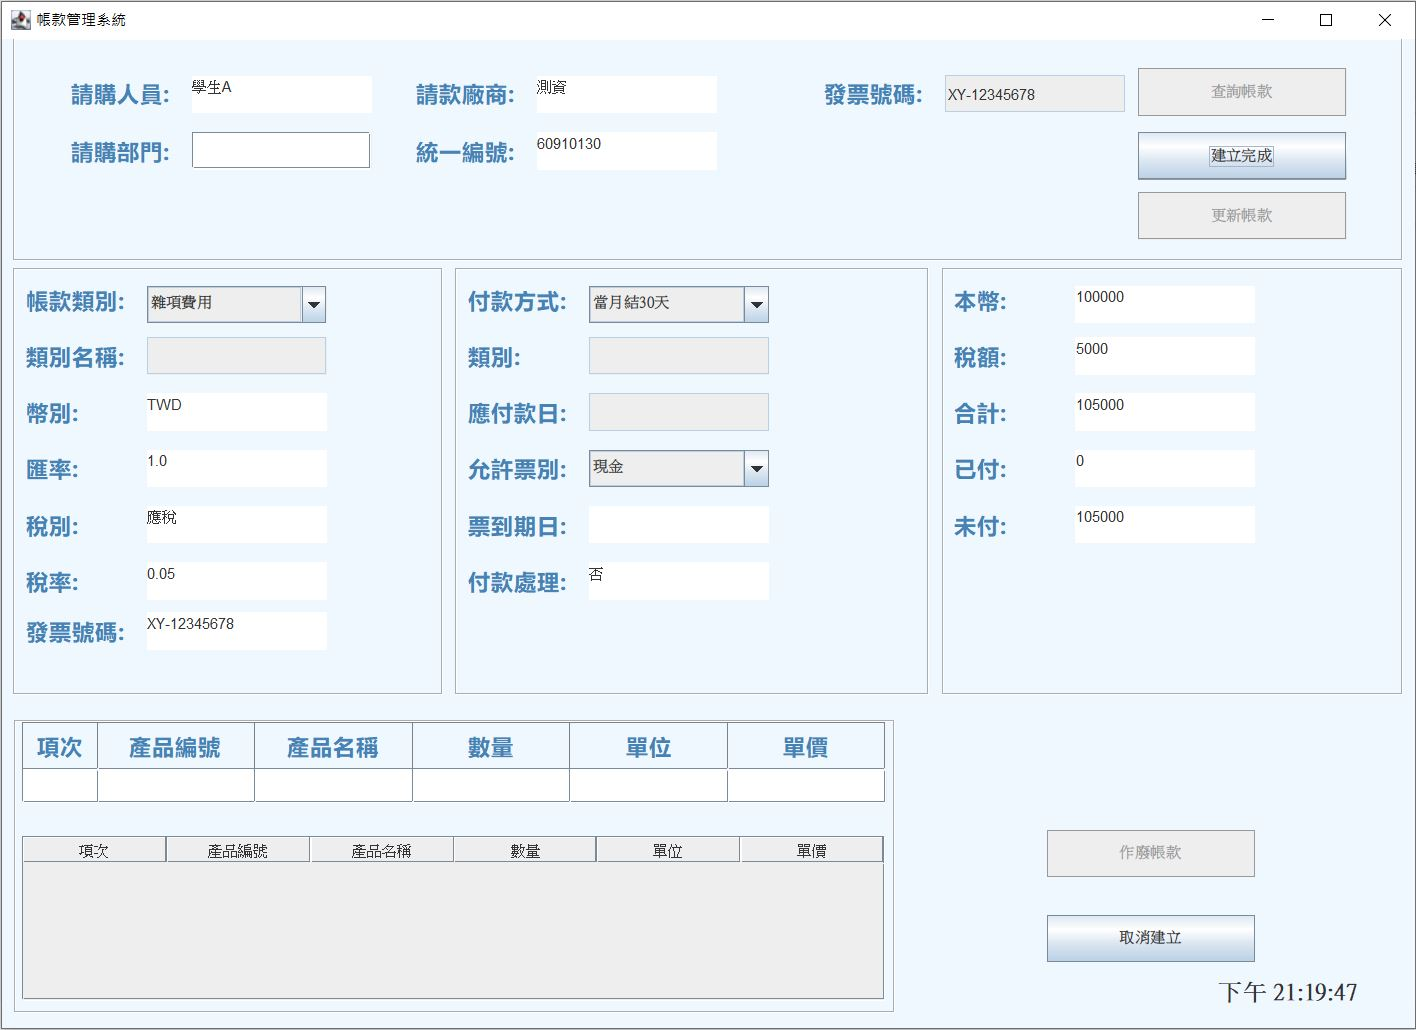 帳款管理系統
請購人員: 學生A 請款廠商: 測資 發票號碼: XY-12345678 查詢帳款
請購部門: 統一編號: 60910130 建立完成
更新帳款
帳款類別: 雜項費用
類別名稱:
幣別: TWD
匯率: 1.0
稅別: 應稅
稅率: 0.05
發票號碼: XY-12345678
付款方式: 當月結30天
類別:
應付款日:
允許票別: 現金
票到期日:
付款處理: 否
本幣: 100000
稅額: 5000
合計: 105000
已付: 0
未付: 105000
項次 產品編號 產品名稱 數量 單位 單價
項次 產品編號 產品名稱 數量 單位 單價
作廢帳款
取消建立
下午 21:19:47